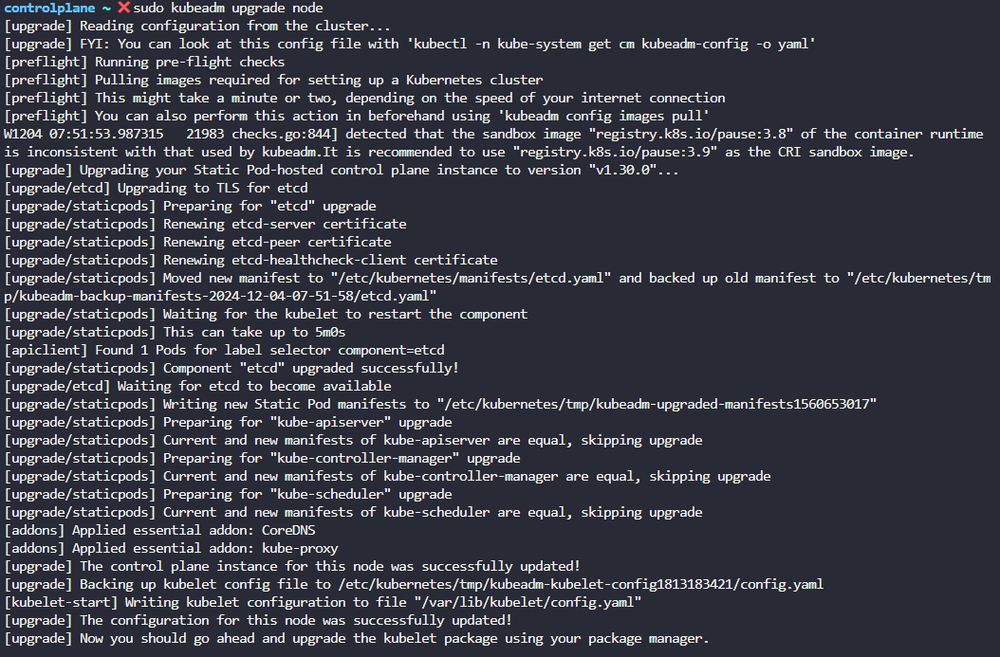 controlplane ~ ❌sudo kubeadm upgrade node
[upgrade] Reading configuration from the cluster...
[upgrade] FYI: You can look at this config file with 'kubectl -n kube-system get cm kubeadm-config -o yaml'
[preflight] Running pre-flight checks
[preflight] Pulling images required for setting up a Kubernetes cluster
[preflight] This might take a minute or two, depending on the speed of your internet connection
[preflight] You can also perform this action in beforehand using 'kubeadm config images pull'
W1204 07:51:53.987315   21983 checks.go:844] detected that the sandbox image "registry.k8s.io/pause:3.8" of the container runtime
is inconsistent with that used by kubeadm.It is recommended to use "registry.k8s.io/pause:3.9" as the CRI sandbox image.
[upgrade] Upgrading your Static Pod-hosted control plane instance to version "v1.30.0"...
[upgrade/etcd] Upgrading to TLS for etcd
[upgrade/staticpods] Preparing for "etcd" upgrade
[upgrade/staticpods] Renewing etcd-server certificate
[upgrade/staticpods] Renewing etcd-peer certificate
[upgrade/staticpods] Renewing etcd-healthcheck-client certificate
[upgrade/staticpods] Moved new manifest to "/etc/kubernetes/manifests/etcd.yaml" and backed up old manifest to "/etc/kubernetes/tm
p/kubeadm-backup-manifests-2024-12-04-07-51-58/etcd.yaml"
[upgrade/staticpods] Waiting for the kubelet to restart the component
[upgrade/staticpods] This can take up to 5m0s
[apiclient] Found 1 Pods for label selector component=etcd
[upgrade/staticpods] Component "etcd" upgraded successfully!
[upgrade/etcd] Waiting for etcd to become available
[upgrade/staticpods] Writing new Static Pod manifests to "/etc/kubernetes/tmp/kubeadm-upgraded-manifests1560653017"
[upgrade/staticpods] Preparing for "kube-apiserver" upgrade
[upgrade/staticpods] Current and new manifests of kube-apiserver are equal, skipping upgrade
[upgrade/staticpods] Preparing for "kube-controller-manager" upgrade
[upgrade/staticpods] Current and new manifests of kube-controller-manager are equal, skipping upgrade
[upgrade/staticpods] Preparing for "kube-scheduler" upgrade
[upgrade/staticpods] Current and new manifests of kube-scheduler are equal, skipping upgrade
[addons] Applied essential addon: CoreDNS
[addons] Applied essential addon: kube-proxy
[upgrade] The control plane instance for this node was successfully updated!
[upgrade] Backing up kubelet config file to /etc/kubernetes/tmp/kubeadm-kubelet-config1813183421/config.yaml
[kubelet-start] Writing kubelet configuration to file "/var/lib/kubelet/config.yaml"
[upgrade] The configuration for this node was successfully updated!
[upgrade] Now you should go ahead and upgrade the kubelet package using your package manager.